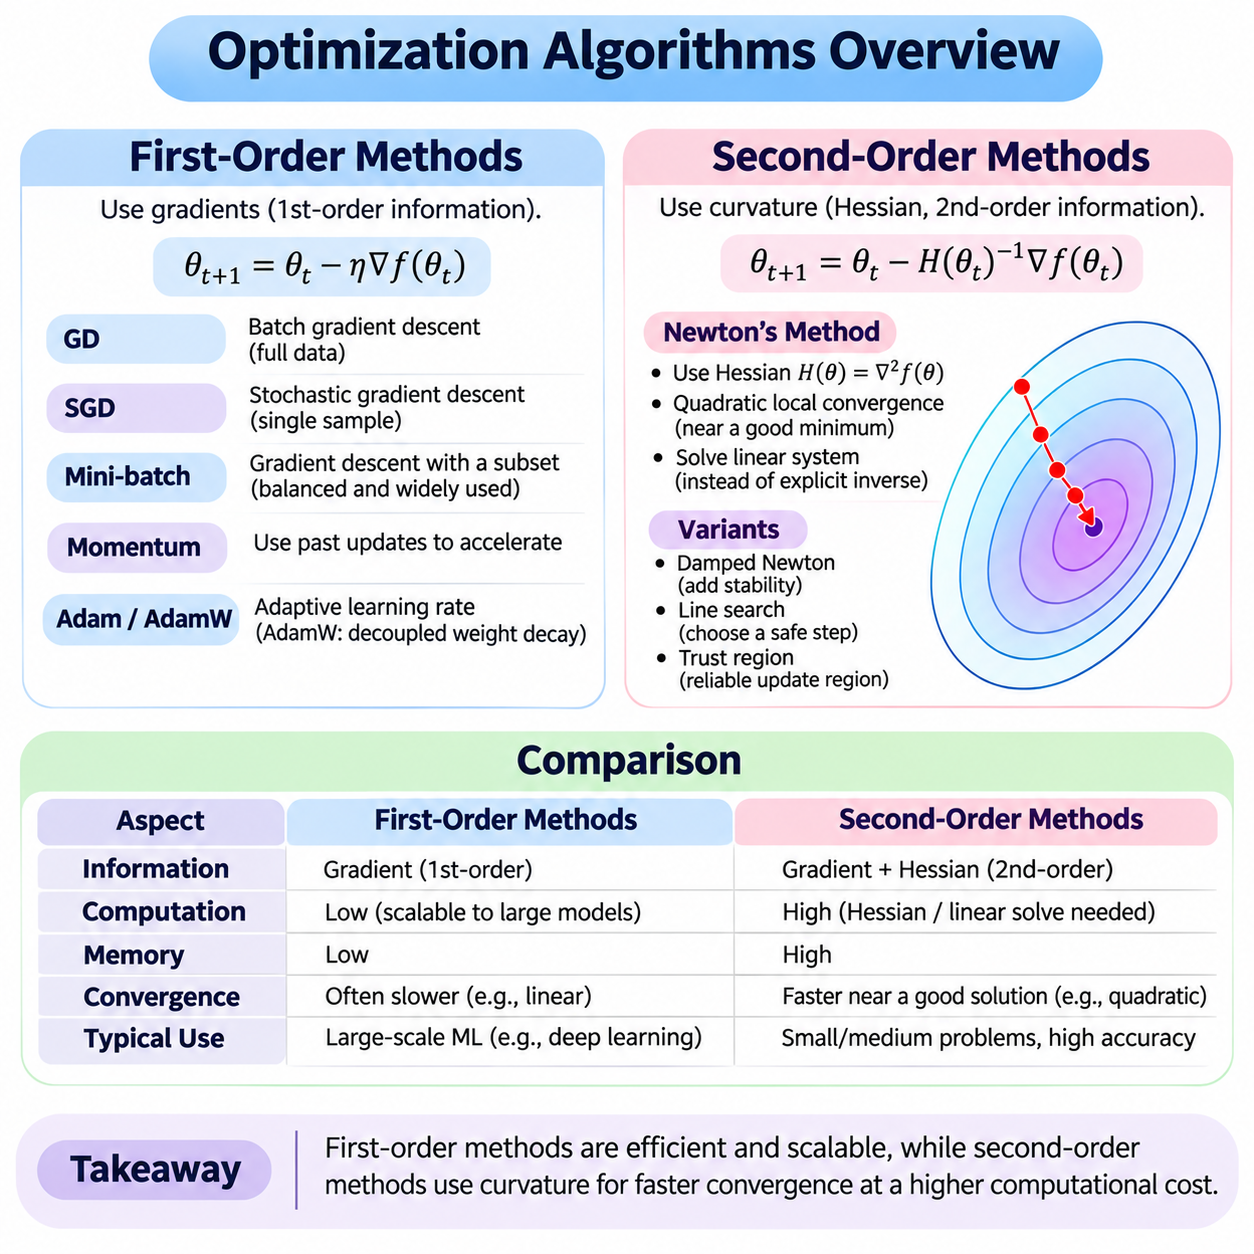 Optimization Algorithms Overview
First-Order Methods
Use gradients (1st-order information).
θ_{t+1} = θ_t − η∇f(θ_t)
GD
Batch gradient descent
(full data)
SGD
Stochastic gradient descent
(single sample)
Mini-batch
Gradient descent with a subset
(balanced and widely used)
Momentum
Use past updates to accelerate
Adam / AdamW
Adaptive learning rate
(AdamW: decoupled weight decay)
Second-Order Methods
Use curvature (Hessian, 2nd-order information).
θ_{t+1} = θ_t − H(θ_t)^{−1}∇f(θ_t)
Newton's Method
• Use Hessian H(θ) = ∇²f(θ)
• Quadratic local convergence
(near a good minimum)
• Solve linear system
(instead of explicit inverse)
Variants
• Damped Newton
(add stability)
• Line search
(choose a safe step)
• Trust region
(reliable update region)
Comparison
Aspect First-Order Methods Second-Order Methods
Information Gradient (1st-order) Gradient + Hessian (2nd-order)
Computation Low (scalable to large models) High (Hessian / linear solve needed)
Memory Low High
Convergence Often slower (e.g., linear) Faster near a good solution (e.g., quadratic)
Typical Use Large-scale ML (e.g., deep learning) Small/medium problems, high accuracy
Takeaway
First-order methods are efficient and scalable, while second-order
methods use curvature for faster convergence at a higher computational cost.